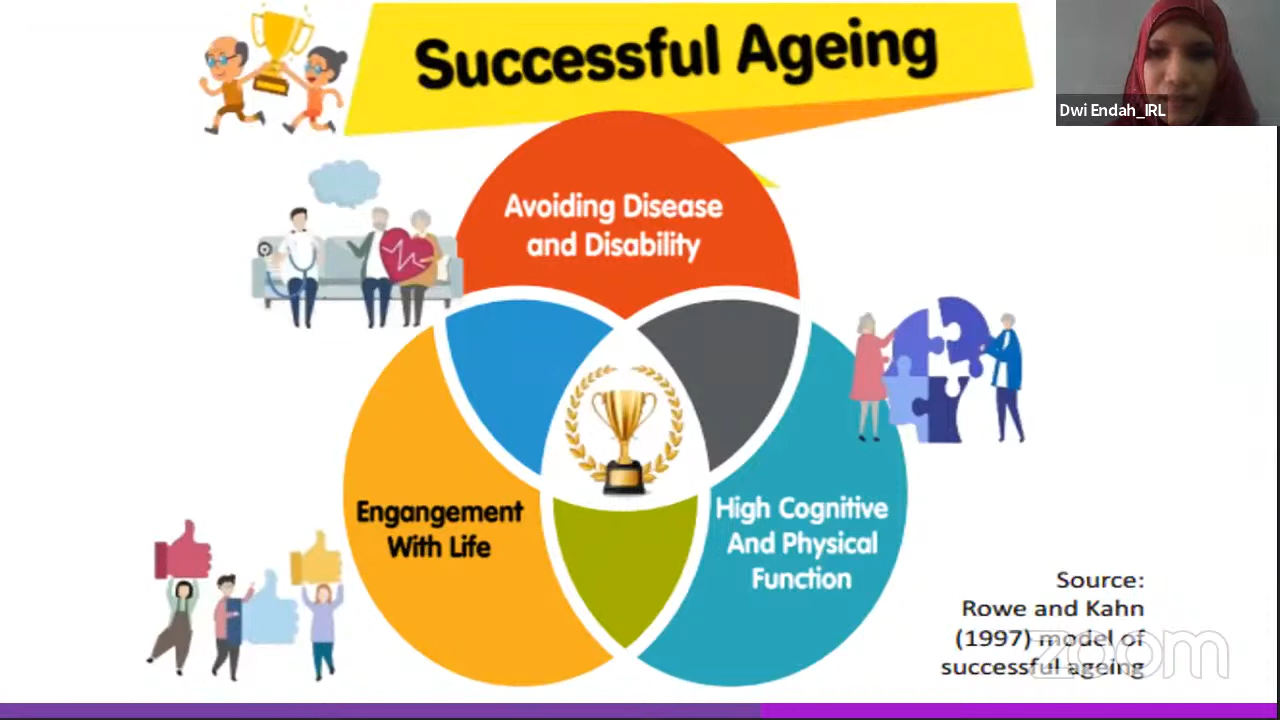 Successful Ageing
Dwi Endah_IRL
Avoiding Disease
and Disability
Engangement
With Life
High Cognitive
And Physical
Function
Source:
Rowe and Kahn
(1997) model of
successful ageing
zoom